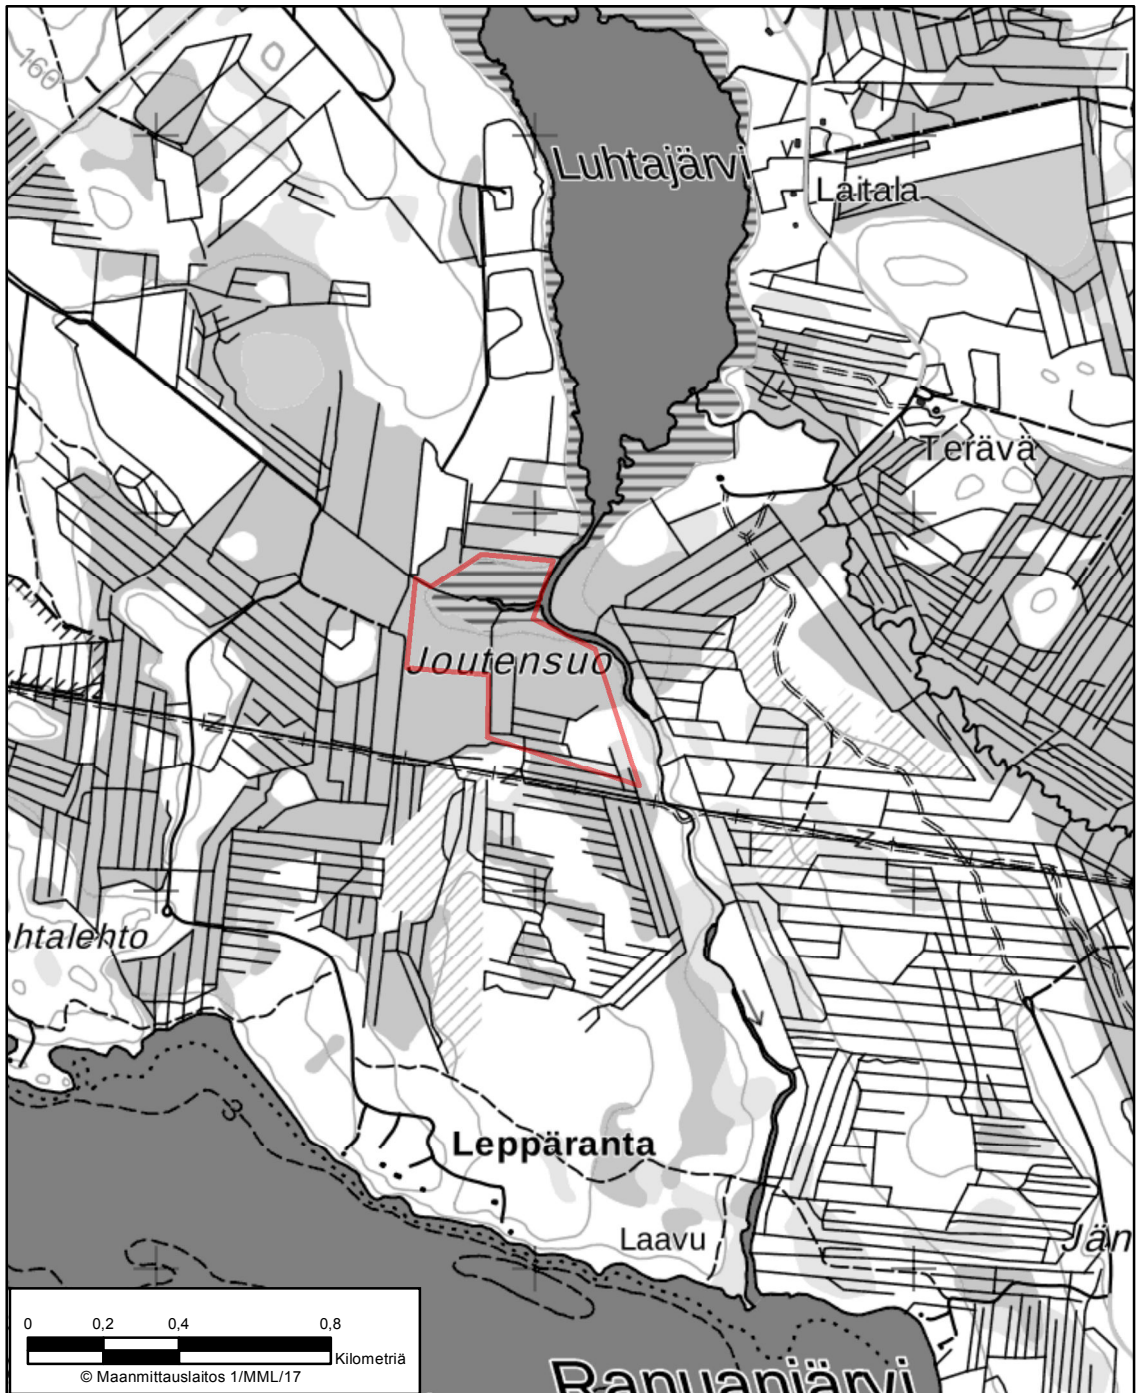 160
Luhtajärvi
V
Laitala
Terävä
Joutensuo
htalehto
3
Leppäranta
Laavu
Jän
0 0,2 0,4 0,8
Kilometriä
© Maanmittauslaitos 1/MML/17
Ranuanjärvi